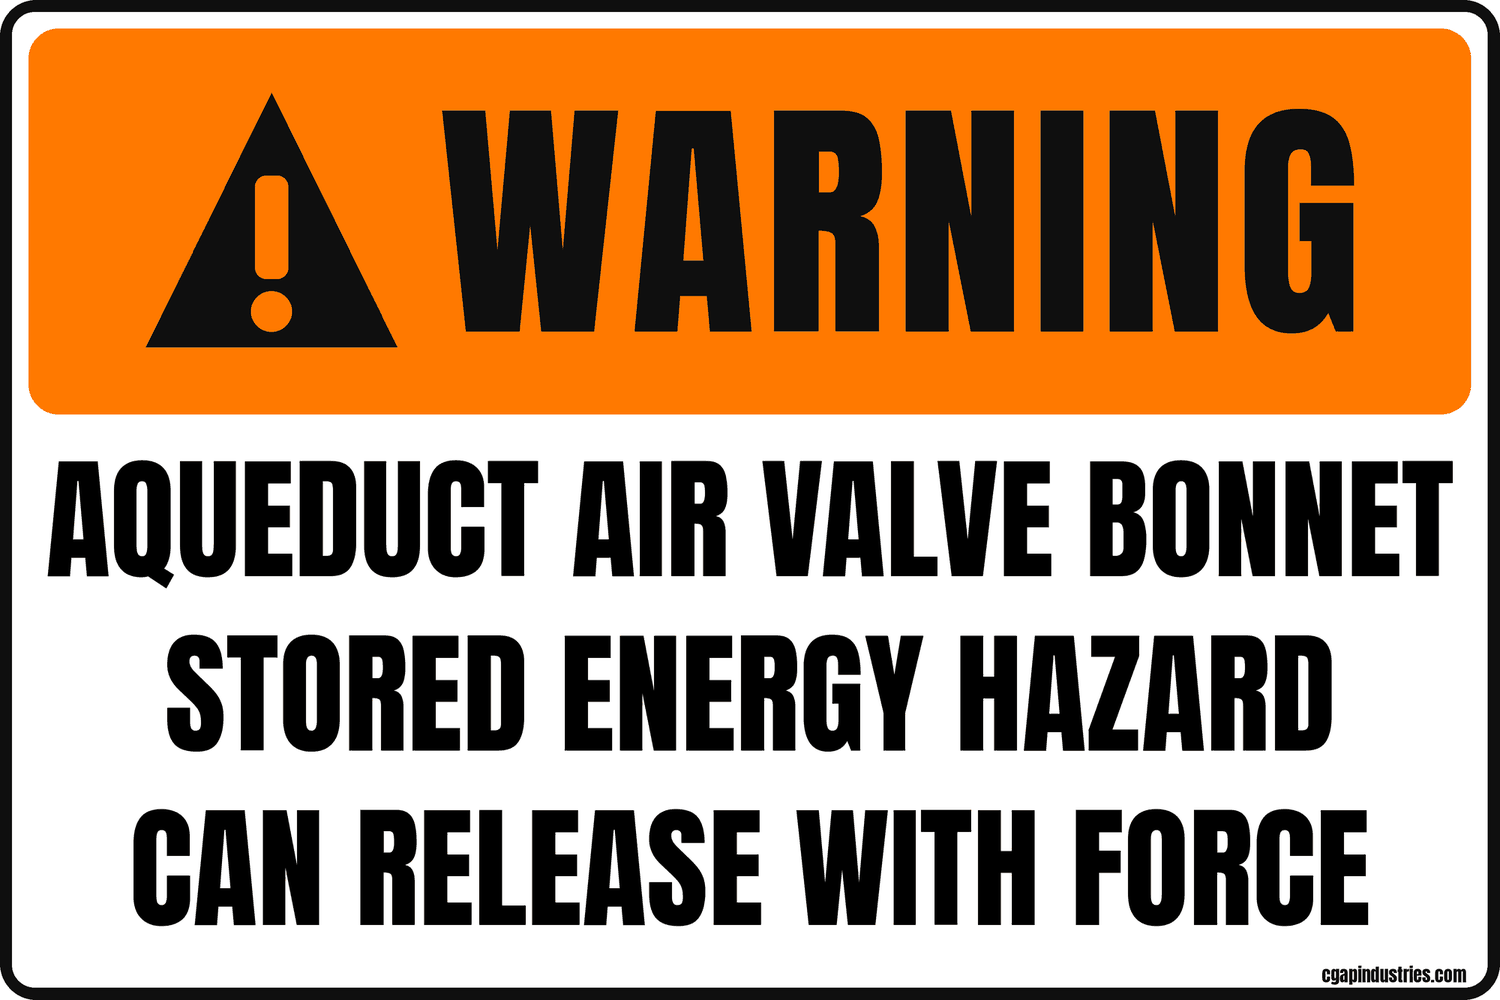 WARNING
AQUEDUCT AIR VALVE BONNET
STORED ENERGY HAZARD
CAN RELEASE WITH FORCE
cgapindustries.com